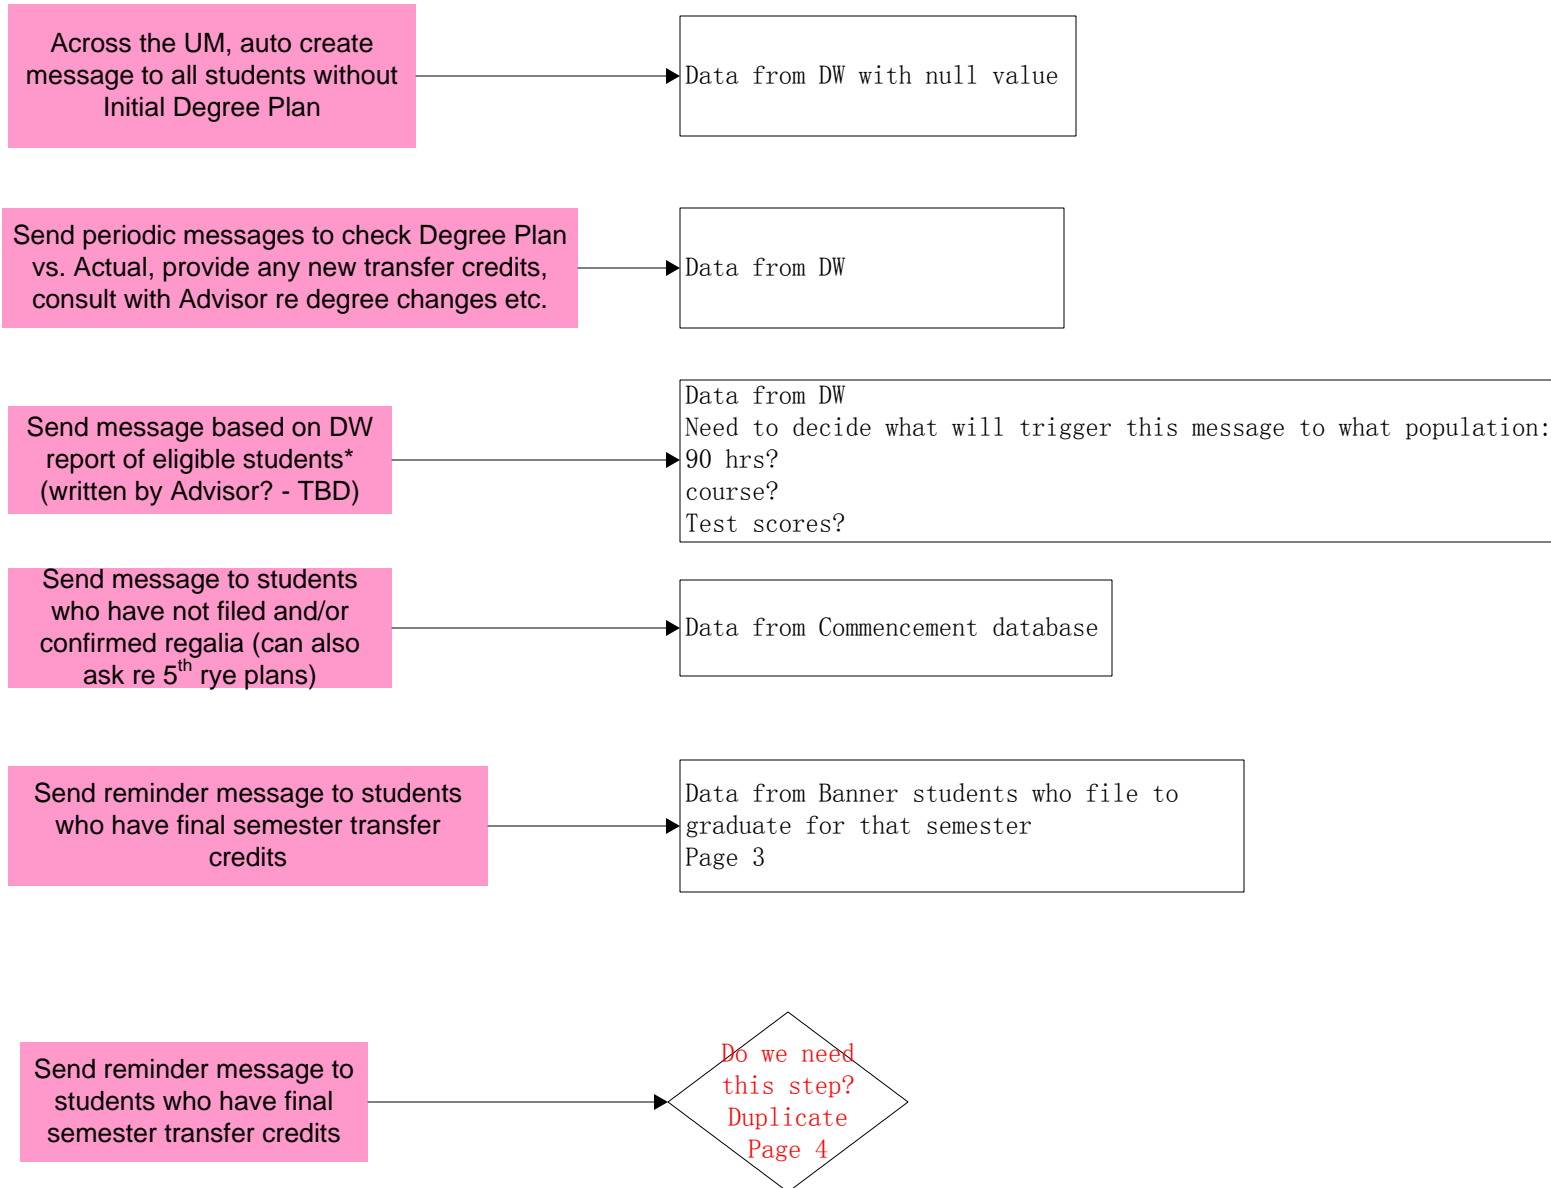 Across the UM, auto create
message to all students without
Initial Degree Plan
Data from DW with null value
Send periodic messages to check Degree Plan
vs. Actual, provide any new transfer credits,
consult with Advisor re degree changes etc.
Data from DW
Send message based on DW
report of eligible students*
(written by Advisor? - TBD)
Data from DW
Need to decide what will trigger this message to what population:
90 hrs?
course?
Test scores?
Send message to students
who have not filed and/or
confirmed regalia (can also
ask re 5th rye plans)
Data from Commencement database
Send reminder message to students
who have final semester transfer
credits
Data from Banner students who file to
graduate for that semester
Page 3
Send reminder message to
students who have final
semester transfer credits
Do we need
this step?
Duplicate
Page 4